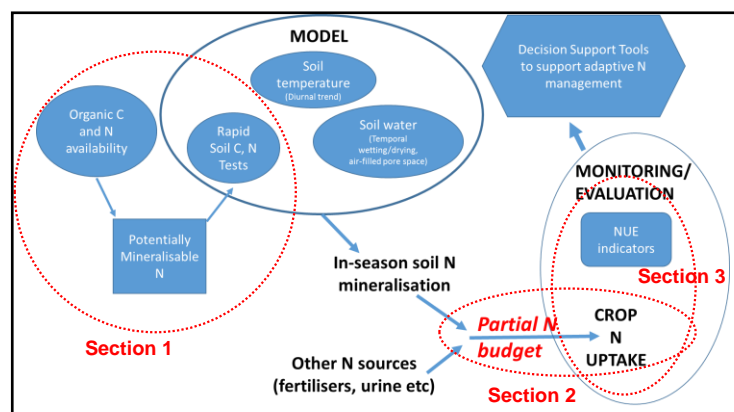 MODEL
Soil
temperature
(Diurnal trend)
Organic C
and N
availability
Rapid
Soil C, N
Tests
Soil water
(Temporal
wetting/drying,
air-filled pore space)
Potentially
Mineralisable
N
Section 1
Decision Support Tools
to support adaptive N
management
MONITORING/
EVALUATION
NUE
indicators
Section 3
In-season soil N
mineralisation
Partial N
budget
CROP
N
UPTAKE
Other N sources
(fertilisers, urine etc)
Section 2